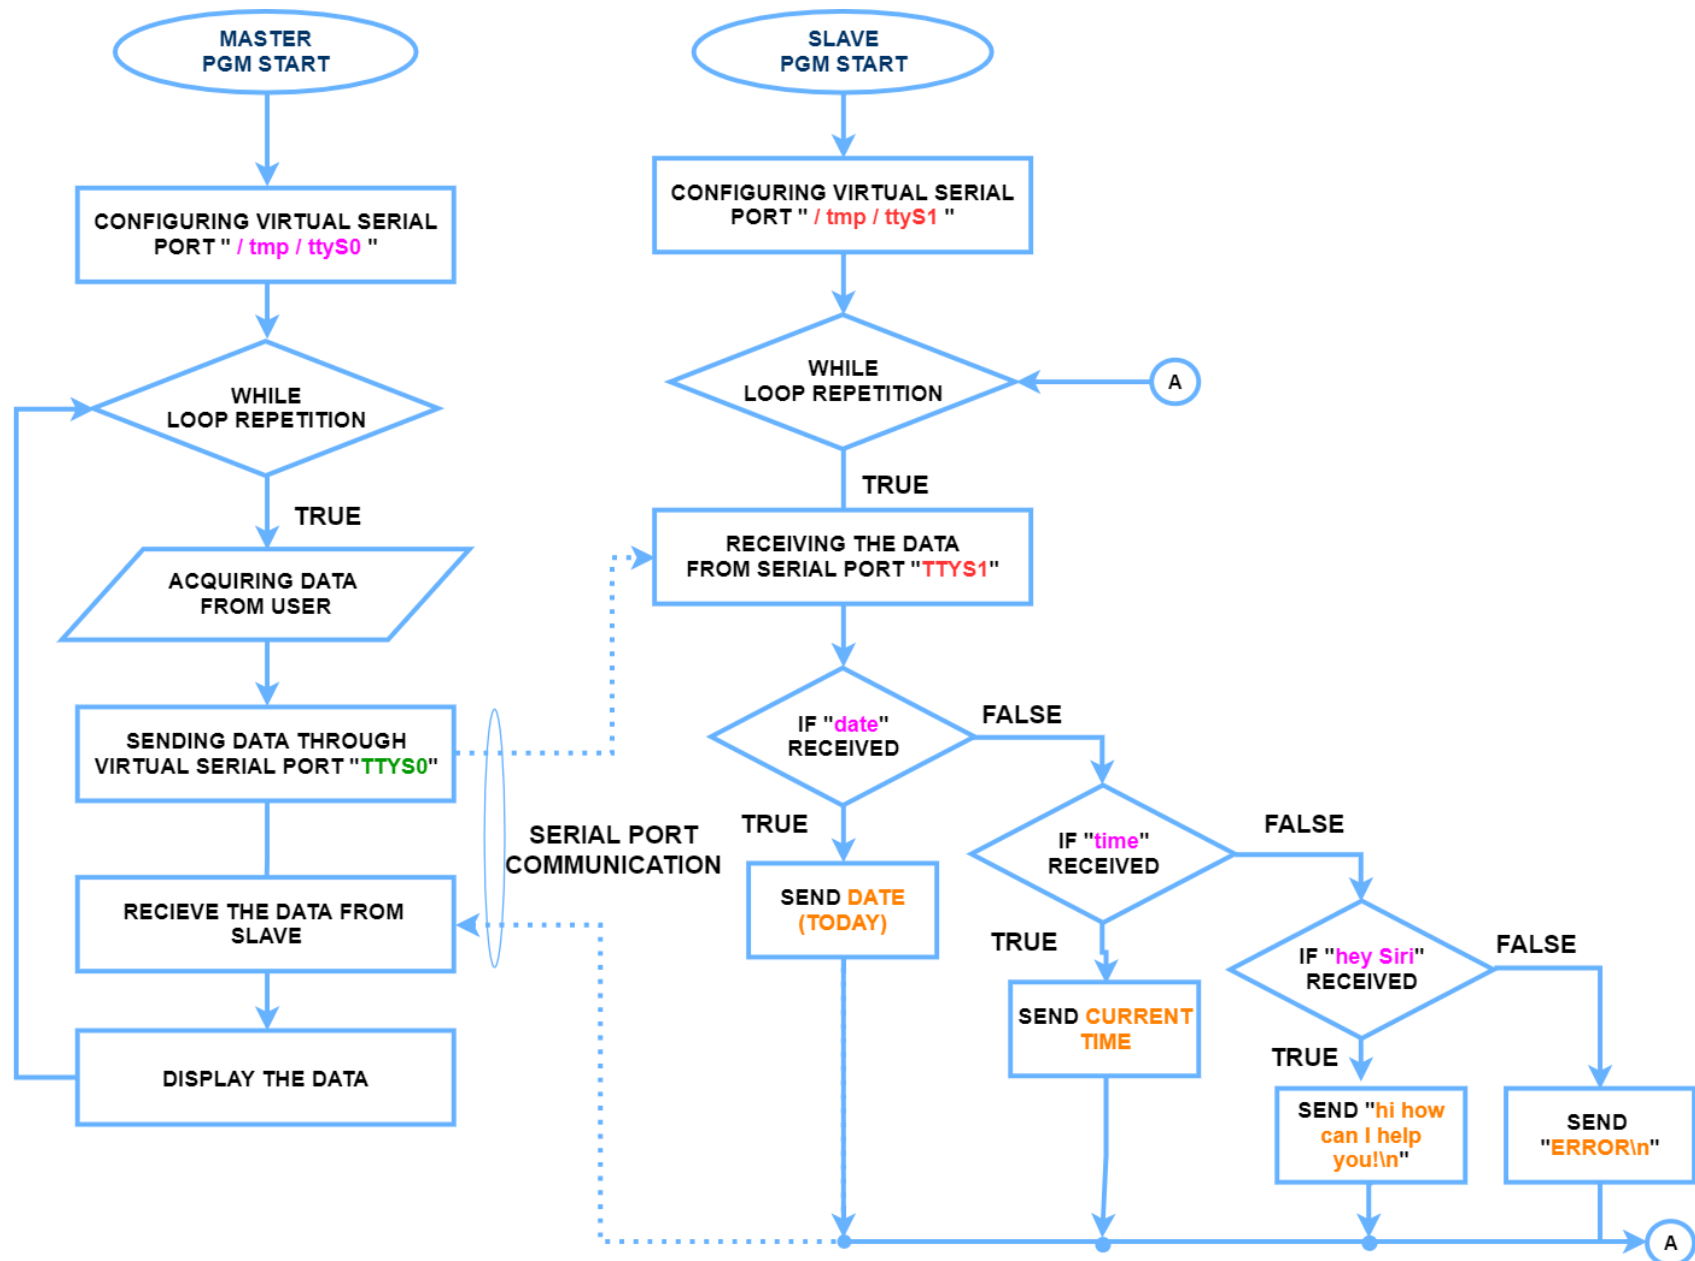 MASTER
PGM START
CONFIGURING VIRTUAL SERIAL
PORT " / tmp / ttyS0 "
WHILE
LOOP REPETITION
TRUE
ACQUIRING DATA
FROM USER
SENDING DATA THROUGH
VIRTUAL SERIAL PORT "TTYS0"
RECIEVE THE DATA FROM
SLAVE
DISPLAY THE DATA
SERIAL PORT
COMMUNICATION
SLAVE
PGM START
CONFIGURING VIRTUAL SERIAL
PORT " / tmp / ttyS1 "
WHILE
LOOP REPETITION
A
TRUE
RECEIVING THE DATA
FROM SERIAL PORT "TTYS1"
IF "date"
RECEIVED
FALSE
TRUE
SEND DATE
(TODAY)
IF "time"
RECEIVED
FALSE
TRUE
SEND CURRENT
TIME
IF "hey Siri"
RECEIVED
FALSE
TRUE
SEND "hi how
can I help
you!\n"
SEND
"ERROR\n"
A